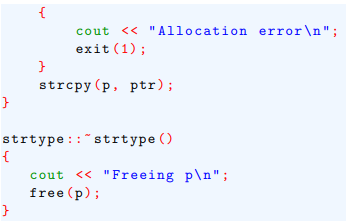 {
cout << "Allocation error\n";
exit(1);
}
strcpy(p, ptr);
}
strtype::~strtype()
{
cout << "Freeing p\n";
free(p);
}